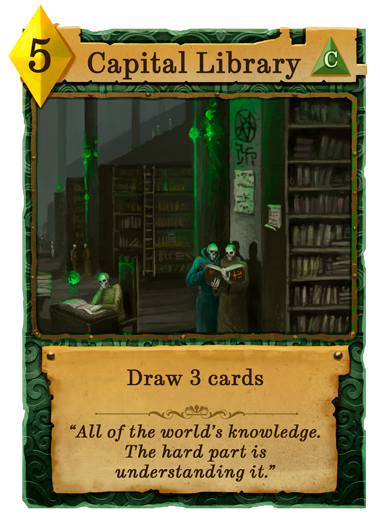 5
Capital Library
C
Draw 3 cards
“All of the world’s knowledge.
The hard part is
understanding it.”